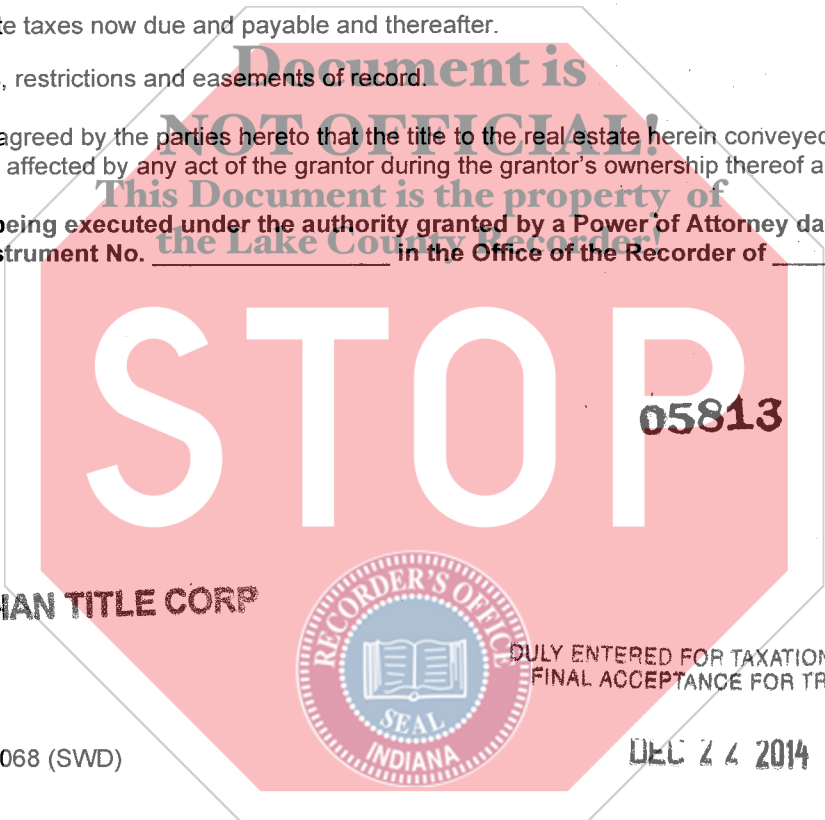 te taxes now due and payable and thereafter.
Document is
, restrictions and easements of record.
NOT OFFICIAL!
agreed by the parties hereto that the title to the real estate herein conveyed
affected by any act of the grantor during the grantor's ownership thereof a
This Document is the property of
being executed under the authority granted by a Power of Attorney da
the Lake County Recorder!
strument No. in the Office of the Recorder of
STOP
05813
IAN TITLE CORP
RECORDER'S OFFICE
SEAL
INDIANA
DULY ENTERED FOR TAXATION
FINAL ACCEPTANCE FOR TR
068 (SWD)
DEC 2014